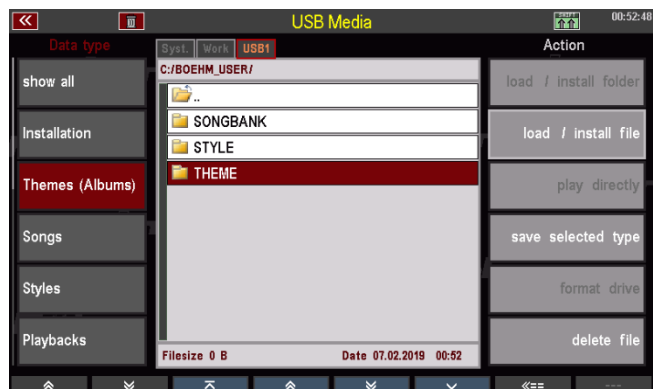 USB Media
SHIFT
00:52:48
Data type
Syst. Work USB1
Action
C:/BOEHM_USER/
show all
..
load / install folder
SONGBANK
Installation
load / install file
STYLE
THEME
Themes (Albums)
play directly
Songs
save selected type
Styles
format drive
Playbacks
delete file
Filesize 0 B
Date 07.02.2019 00:52
«==
---